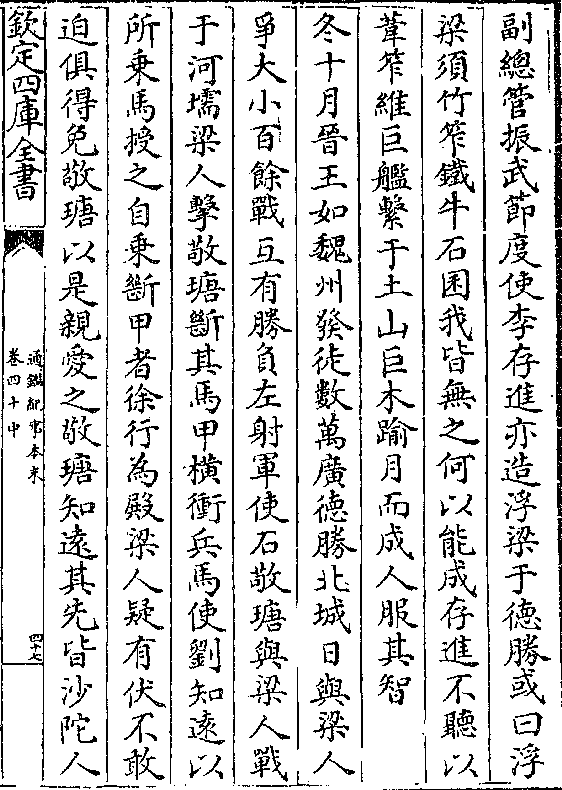 副總管振武節度使李存進亦造浮梁于德勝或曰浮
梁須竹笮鐵牛石囷我皆無之何以能成存進不聽以
葦笮維巨艦繫于土山巨木踰月而成人服其智
冬十月晉王如魏州發徒數萬廣德勝北城日與梁人
爭大小百餘戰互有勝負左射軍使石敬瑭與梁人戰
于河壖梁人擊敬瑭斷其馬甲橫衝兵馬使劉知遠以
所乗馬授之自乗斷甲者徐行為殿梁人疑有伏不敢
迫俱得免敬瑭以是親愛之敬瑭知遠其先皆沙陀人
欽定四庫全書
通鑑紀事本末
卷四十中
四十七